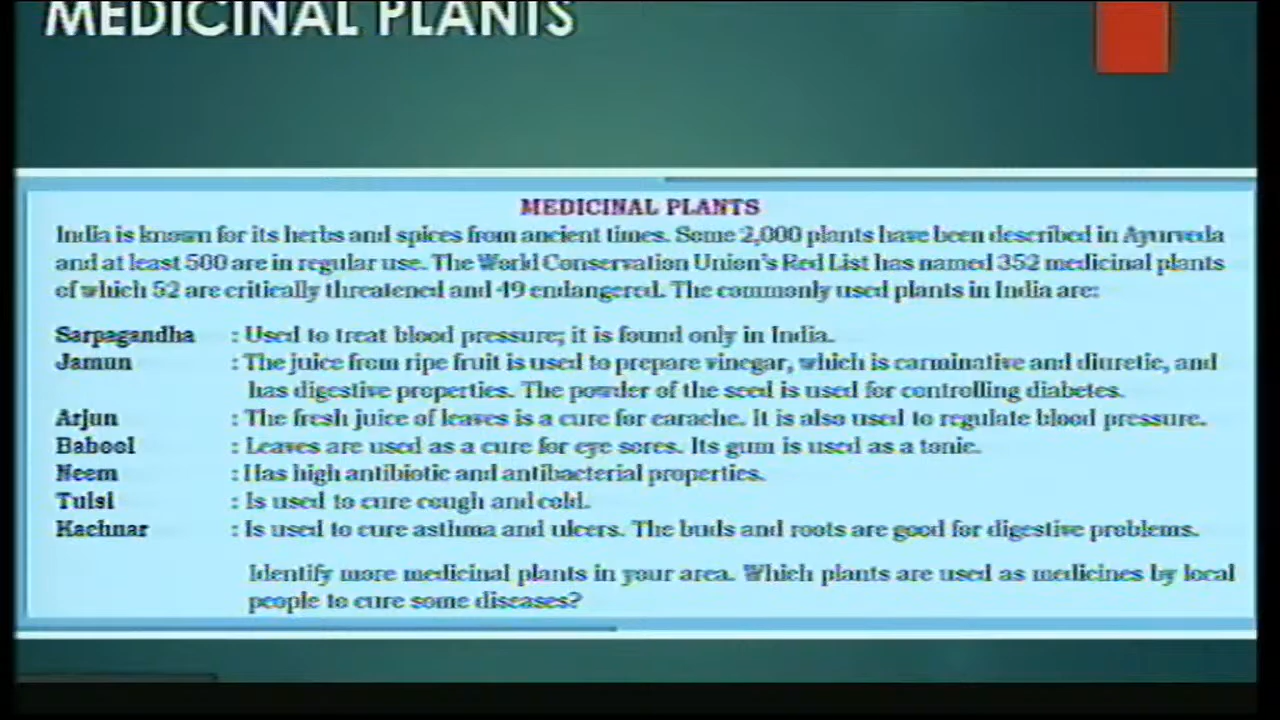 MEDICINAL PLANTS
MEDICINAL PLANTS
India is known for its herbs and spices from ancient times. Some 2,000 plants have been described in Ayurveda
and at least 500 are in regular use. The World Conservation Union's Red List has named 352 medicinal plants
of which 52 are critically threatened and 49 endangered. The commonly used plants in India are:
Sarpagandha : Used to treat blood pressure; it is found only in India.
Jamun : The juice from ripe fruit is used to prepare vinegar, which is carminative and diuretic, and
has digestive properties. The powder of the seed is used for controlling diabetes.
Arjun : The fresh juice of leaves is a cure for earache. It is also used to regulate blood pressure.
Babool : Leaves are used as a cure for eye sores. Its gum is used as a tonic.
Neem : Has high antibiotic and antibacterial properties.
Tulsi : Is used to cure cough and cold.
Kachnar : Is used to cure asthma and ulcers. The buds and roots are good for digestive problems.
Identify more medicinal plants in your area. Which plants are used as medicines by local
people to cure some diseases?